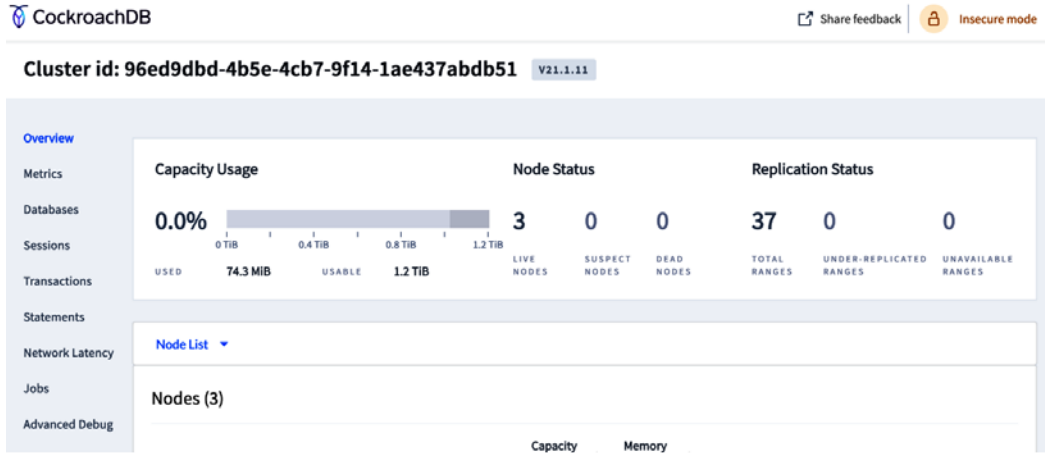 CockroachDB
Share feedback
Insecure mode
Cluster id: 96ed9dbd-4b5e-4cb7-9f14-1ae437abdb51 V21.1.11
Overview
Metrics
Databases
Sessions
Transactions
Statements
Network Latency
Jobs
Advanced Debug
Capacity Usage
0.0%
0 TiB 0.4 TiB 0.8 TiB 1.2 TiB
USED 74.3 MiB USABLE 1.2 TiB
Node Status
3 0 0
LIVE NODES
SUSPECT NODES
DEAD NODES
Replication Status
37 0 0
TOTAL RANGES
UNDER-REPLICATED RANGES
UNAVAILABLE RANGES
Node List
Nodes (3)
Capacity Memory